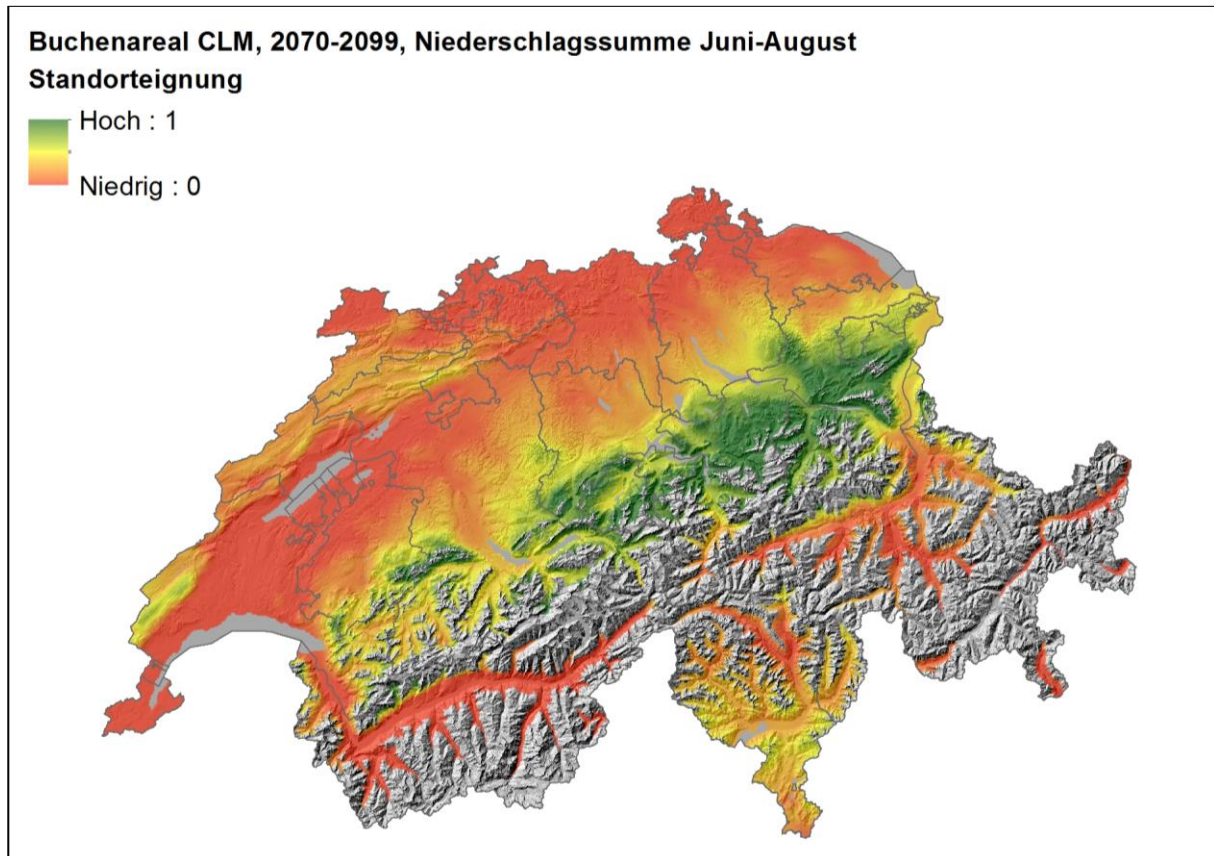 Buchenareal CLM, 2070-2099, Niederschlagssumme Juni-August
Standorteignung
Hoch : 1
Niedrig : 0